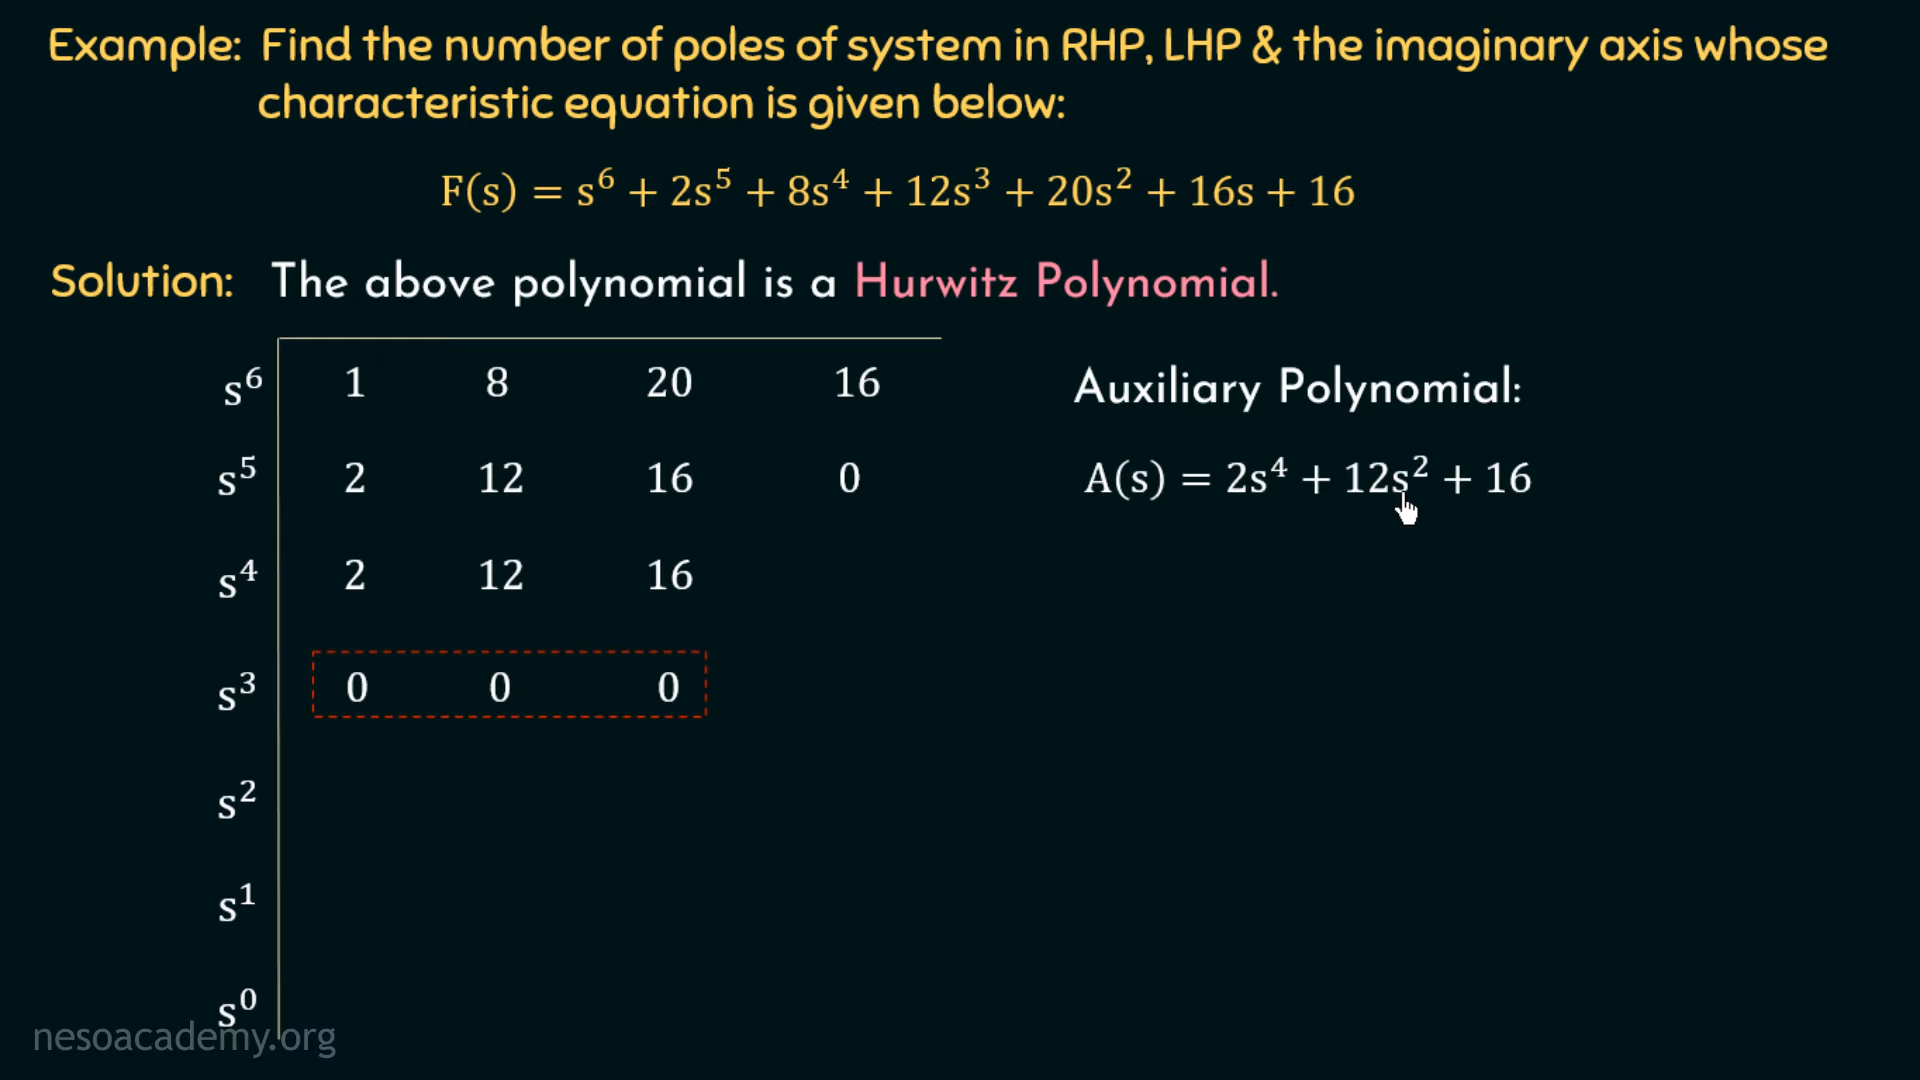 Example: Find the number of poles of system in RHP, LHP & the imaginary axis whose
characteristic equation is given below:
F(s) = s⁶ + 2s⁵ + 8s⁴ + 12s³ + 20s² + 16s + 16
Solution: The above polynomial is a Hurwitz Polynomial.
s⁶ 1 8 20 16
Auxiliary Polynomial:
s⁵ 2 12 16 0
A(s) = 2s⁴ + 12s² + 16
s⁴ 2 12 16
s³ 0 0 0
s²
s¹
s⁰
nesoacademy.org